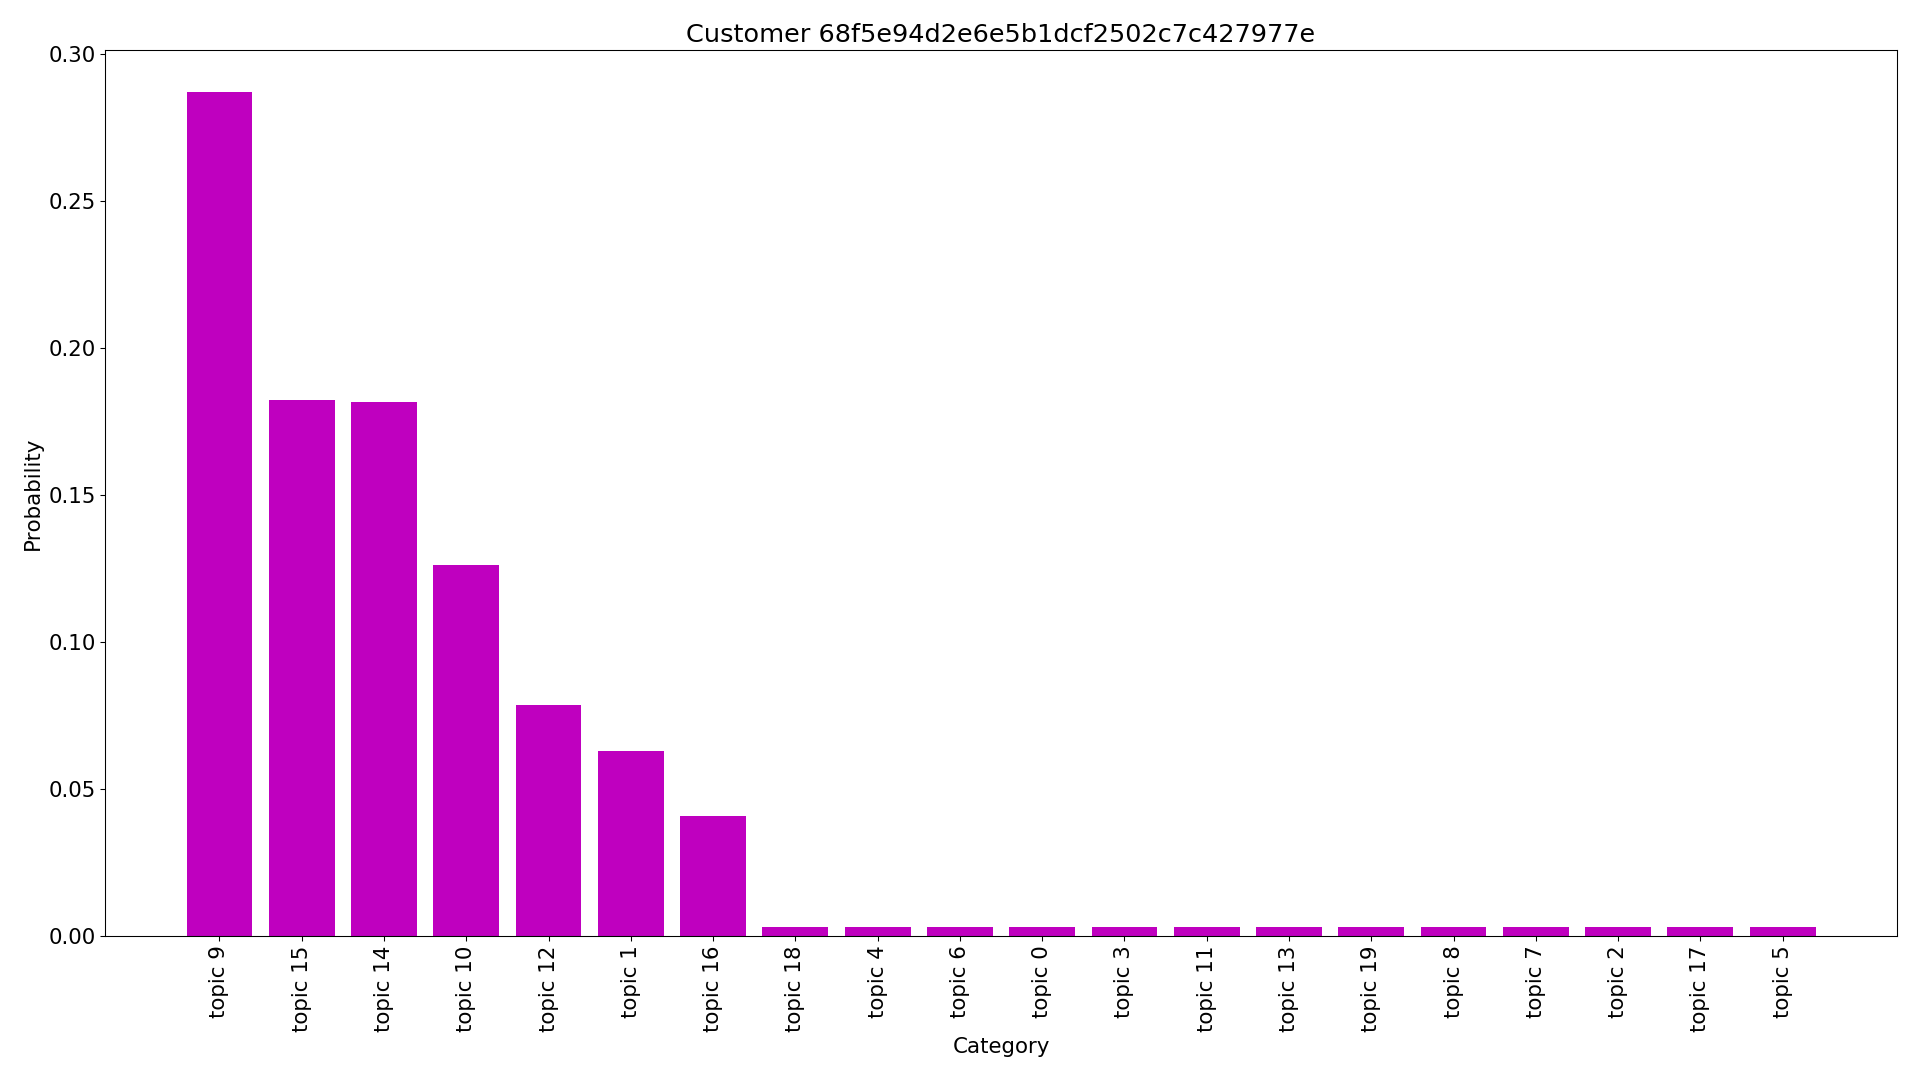 Customer 68f5e94d2e6e5b1dcf2502c7c427977e
0.30
0.25
0.20
0.15
0.10
0.05
0.00
Probability
topic 9
topic 15
topic 14
topic 10
topic 12
topic 1
topic 16
topic 18
topic 4
topic 6
topic 0
topic 3
topic 11
topic 13
topic 19
topic 8
topic 7
topic 2
topic 17
topic 5
Category